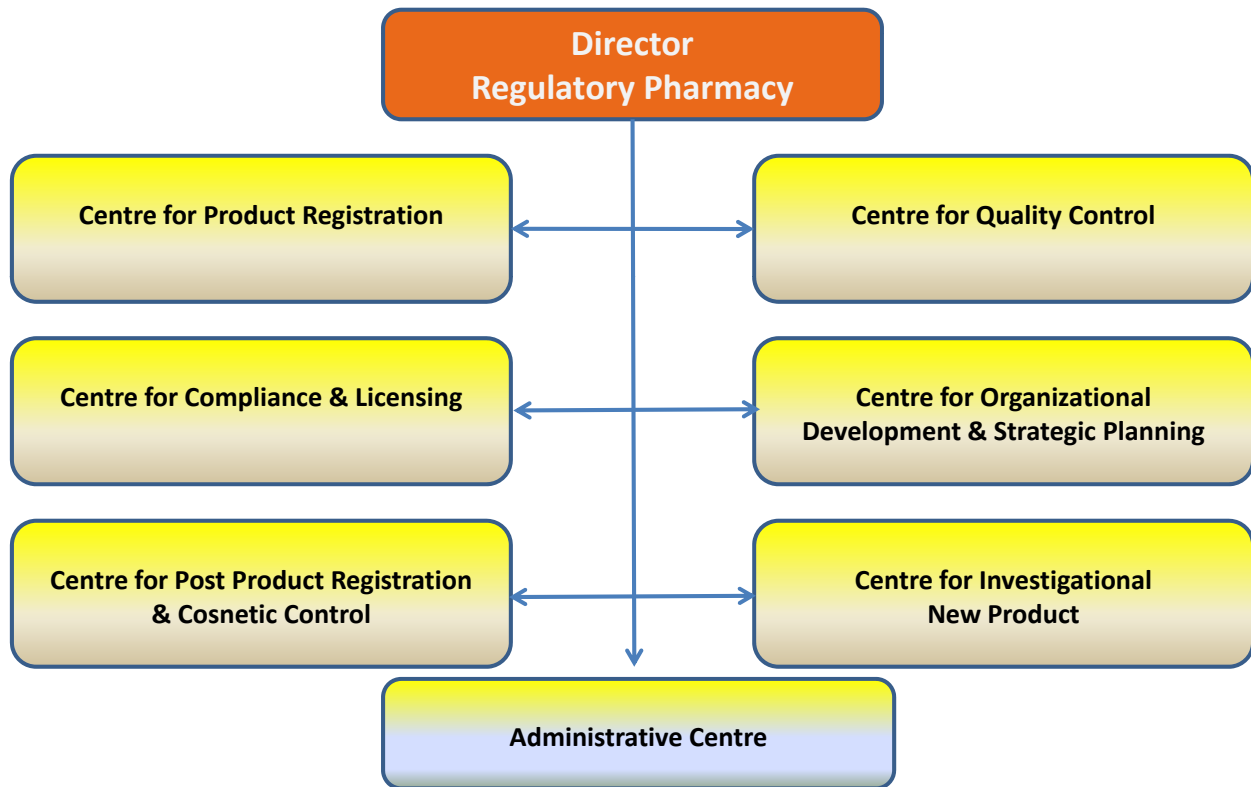 Director
Regulatory Pharmacy
Centre for Product Registration
Centre for Quality Control
Centre for Compliance & Licensing
Centre for Organizational
Development & Strategic Planning
Centre for Post Product Registration
& Cosnetic Control
Centre for Investigational
New Product
Administrative Centre